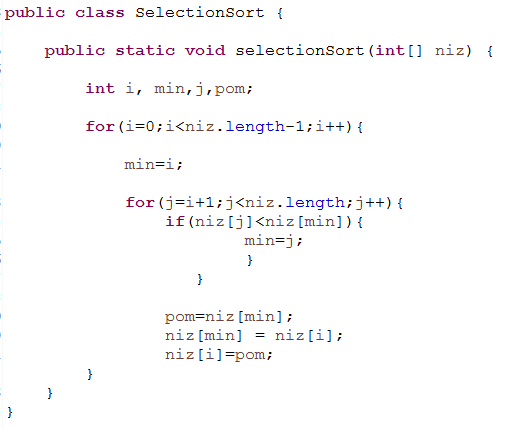 public class SelectionSort {
public static void selectionSort(int[] niz) {
int i, min,j,pom;
for(i=0;i<niz.length-1;i++){
min=i;
for(j=i+1;j<niz.length;j++){
if(niz[j]<niz[min]){
min=j;
}
}
pom=niz[min];
niz[min] = niz[i];
niz[i]=pom;
}
}
}